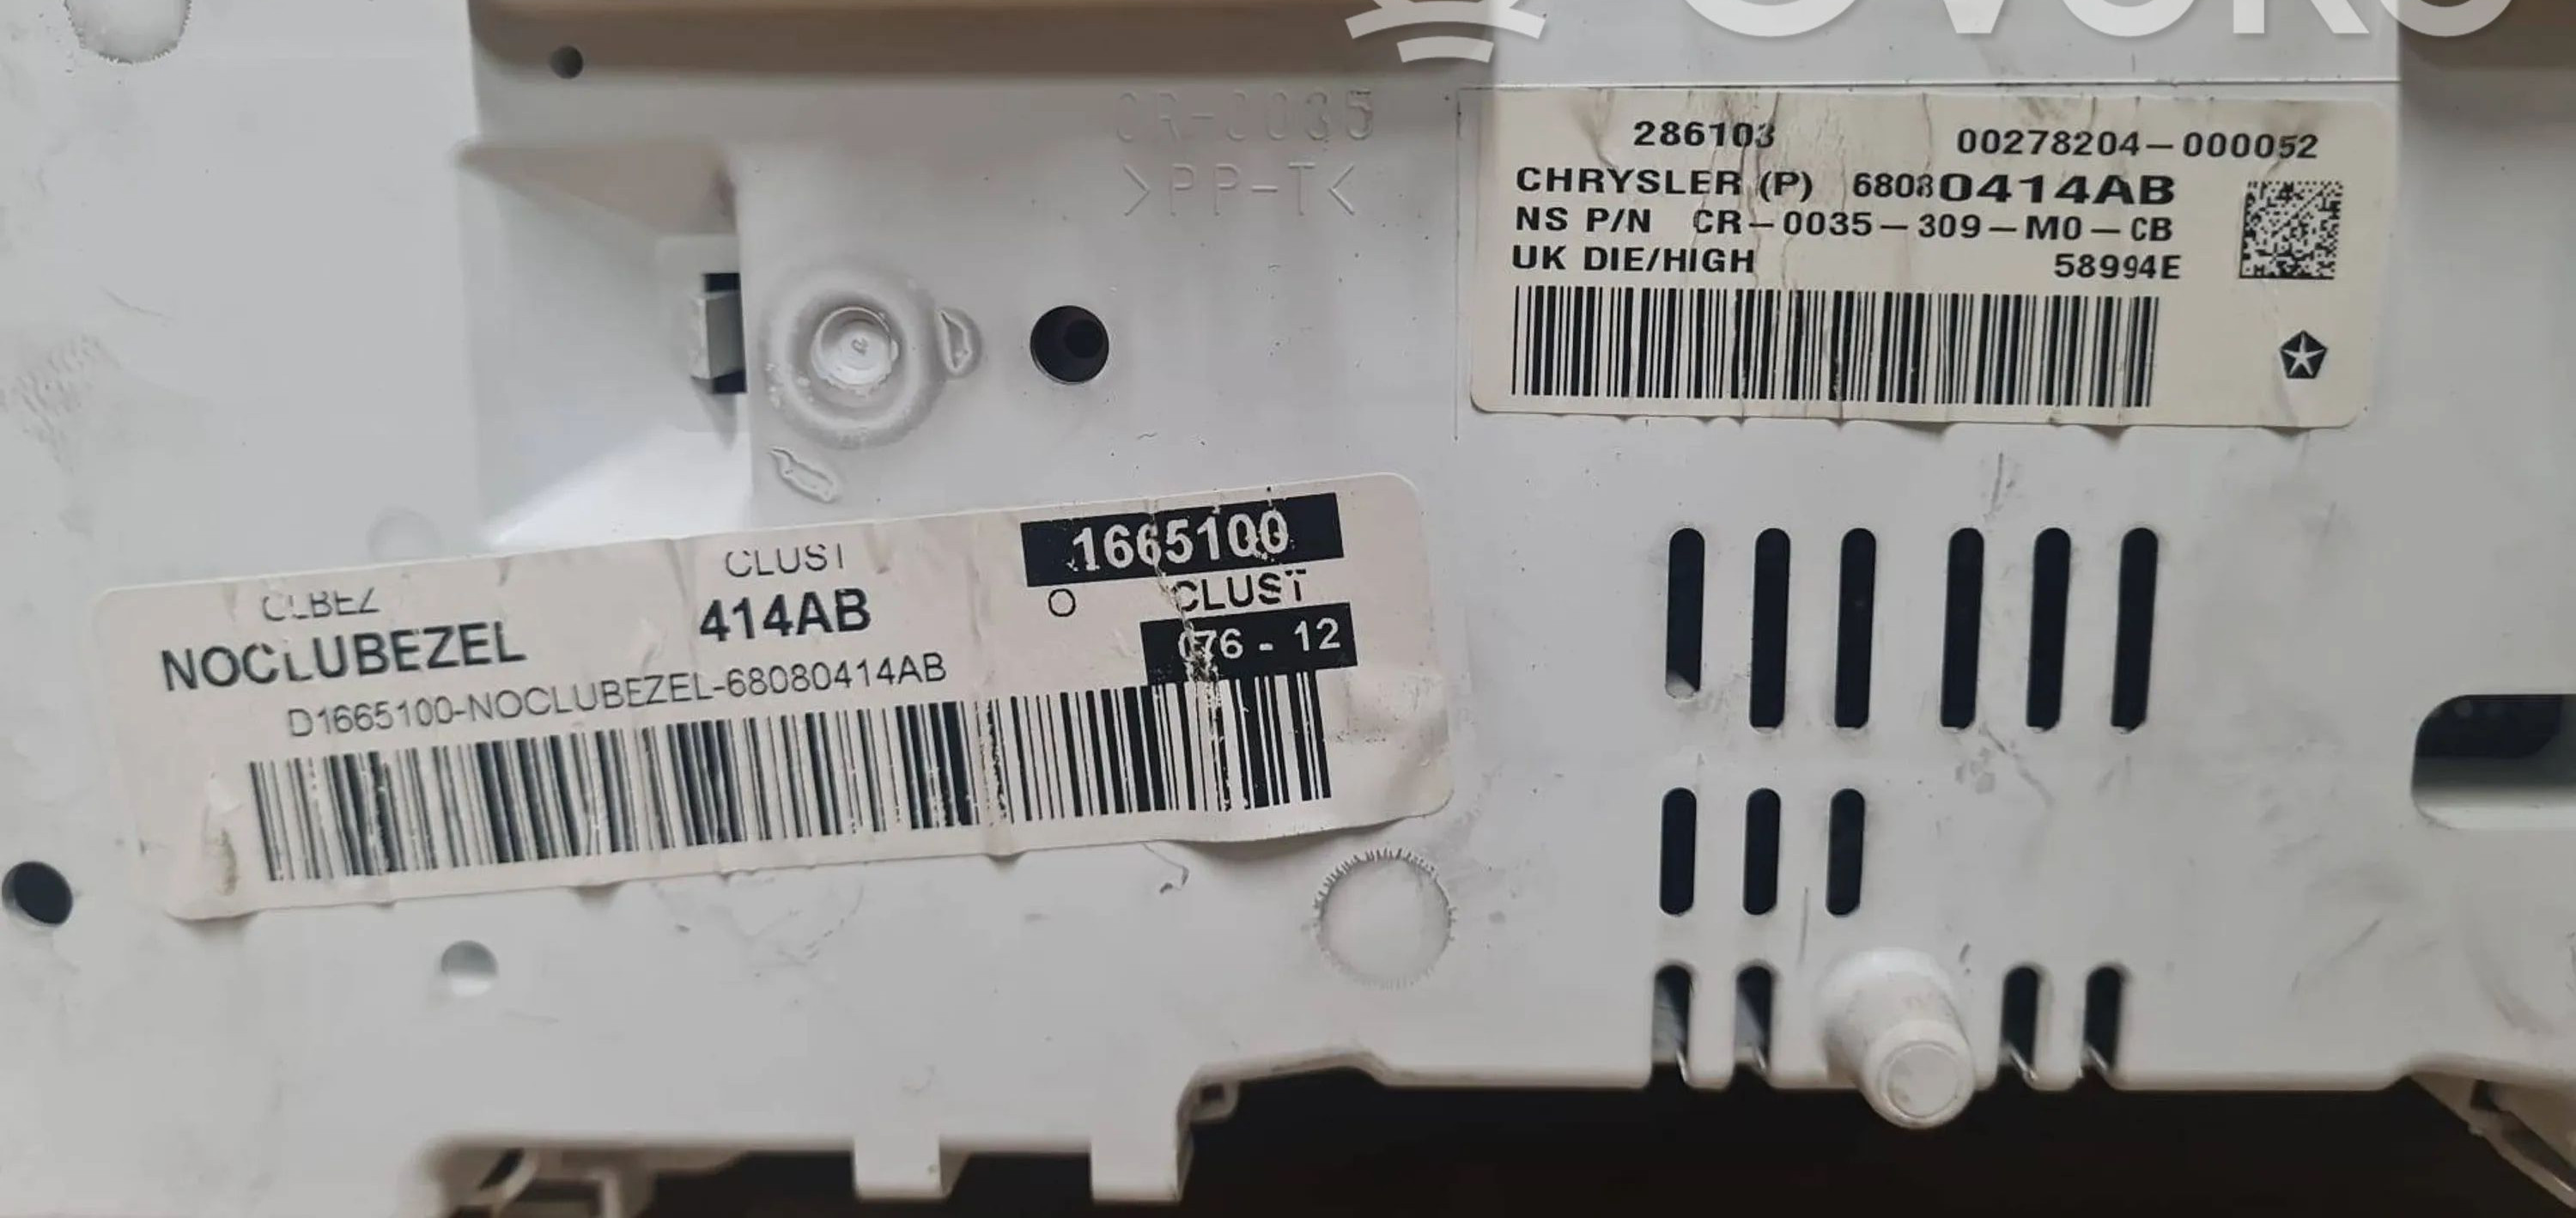 CR-0035
>PP-T<
286103 00278204-000052
CHRYSLER (P) 68080414AB
NS P/N CR-0035-309-M0-CB
UK DIE/HIGH 58994E
CLBEZ CLUST 1665100
NOCLUBEZEL 414AB O CLUST
076 - 12
D1665100-NOCLUBEZEL-68080414AB